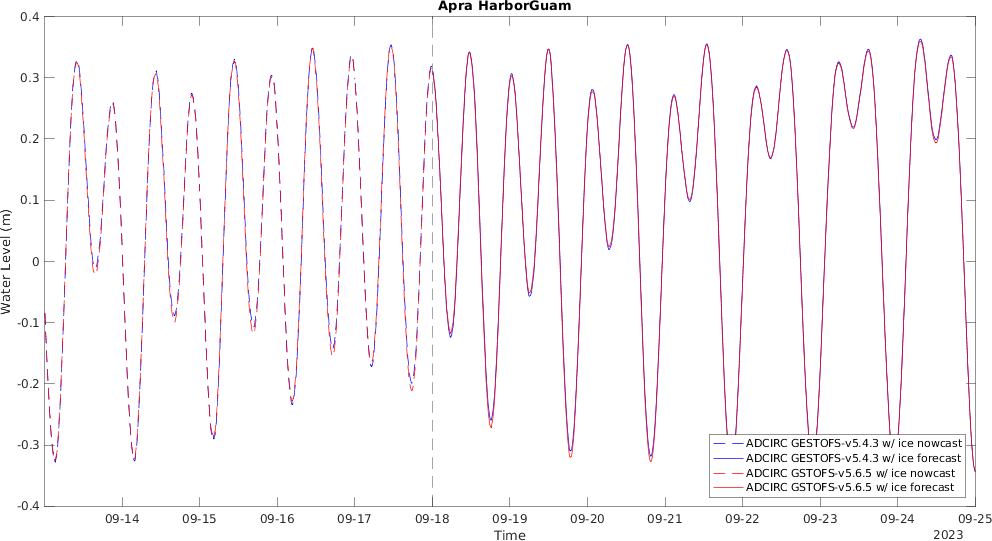 Apra HarborGuam
0.4
0.3
0.2
0.1
0
-0.1
-0.2
-0.3
-0.4
Water Level (m)
ADCIRC GESTOFS-v5.4.3 w/ ice nowcast
ADCIRC GESTOFS-v5.4.3 w/ ice forecast
ADCIRC GSTOFS-v5.6.5 w/ ice nowcast
ADCIRC GSTOFS-v5.6.5 w/ ice forecast
09-14 09-15 09-16 09-17 09-18 09-19 09-20 09-21 09-22 09-23 09-24 09-25
Time
2023